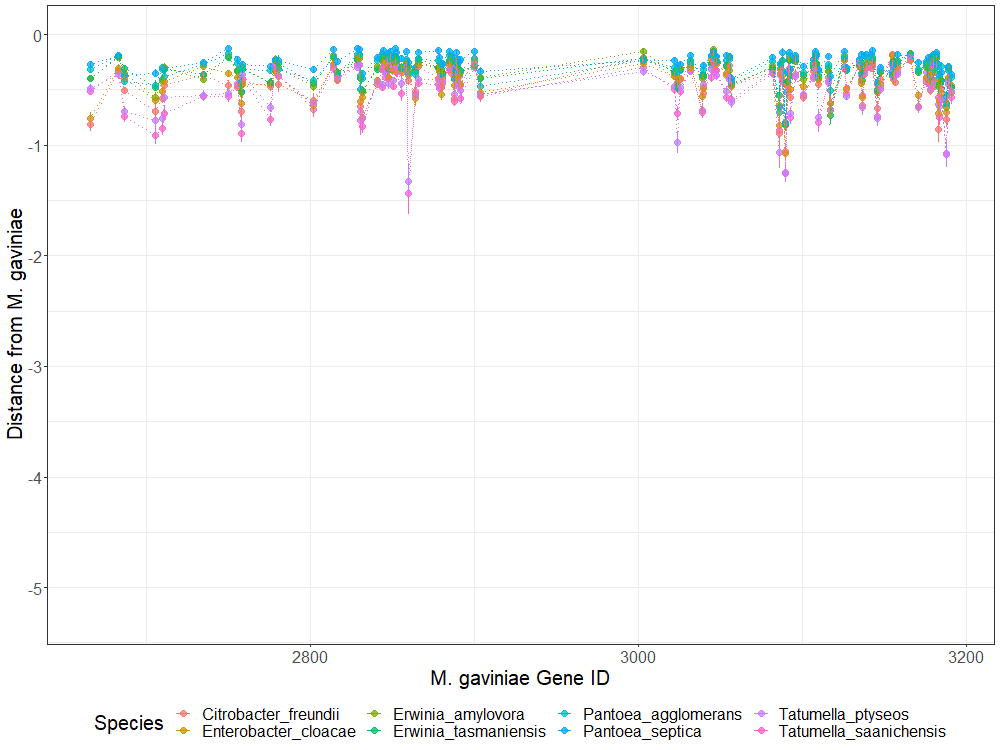 0
-1
-2
-3
-4
-5
Distance from M. gaviniae
2800 3000 3200
M. gaviniae Gene ID
Species
Citrobacter_freundii Erwinia_amylovora Pantoea_agglomerans Tatumella_ptyseos
Enterobacter_cloacae Erwinia_tasmaniensis Pantoea_septica Tatumella_saanichensis